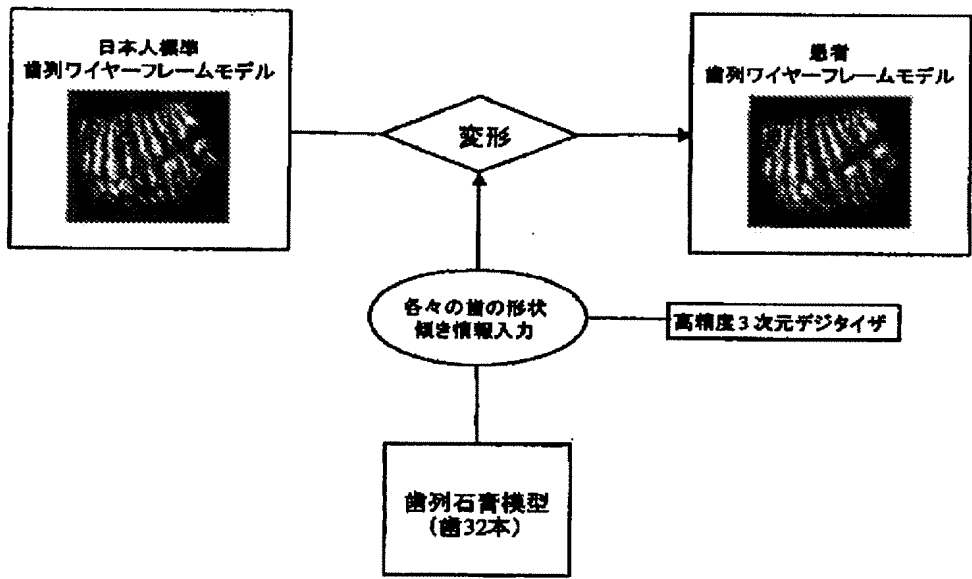 日本人標準
歯列ワイヤーフレームモデル
患者
歯列ワイヤーフレームモデル
変形
各々の歯の形状
傾き情報入力
高精度3次元デジタイザ
歯列石膏模型
(歯32本)